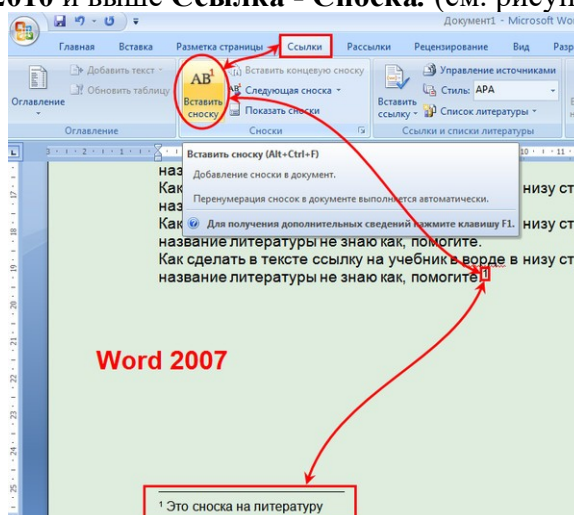 2010 и выше Ссылка - Сноска. (см. рисун
Документ1 - Microsoft Wo
Главная Вставка Разметка страницы Ссылки Рассылки Рецензирование Вид Разр
Оглавление
Добавить текст
Обновить таблицу
Оглавление
AB¹
Вставить сноску
Вставить концевую сноску
Следующая сноска
Показать сноски
Сноски
Вставить ссылку
Управление источниками
Стиль: APA
Список литературы
Ссылки и списки литературы
Вставить сноску (Alt+Ctrl+F)
Добавление сноски в документ.
Перенумерация сносок в документе выполняется автоматически.
Для получения дополнительных сведений нажмите клавишу F1.
наз
Как низу ст
наз
Как низу ст
название литературы не знаю как, помогите.
Как сделать в тексте ссылку на учебник в ворде в низу ст
название литературы не знаю как, помогите.¹
Word 2007
¹ Это сноска на литературу